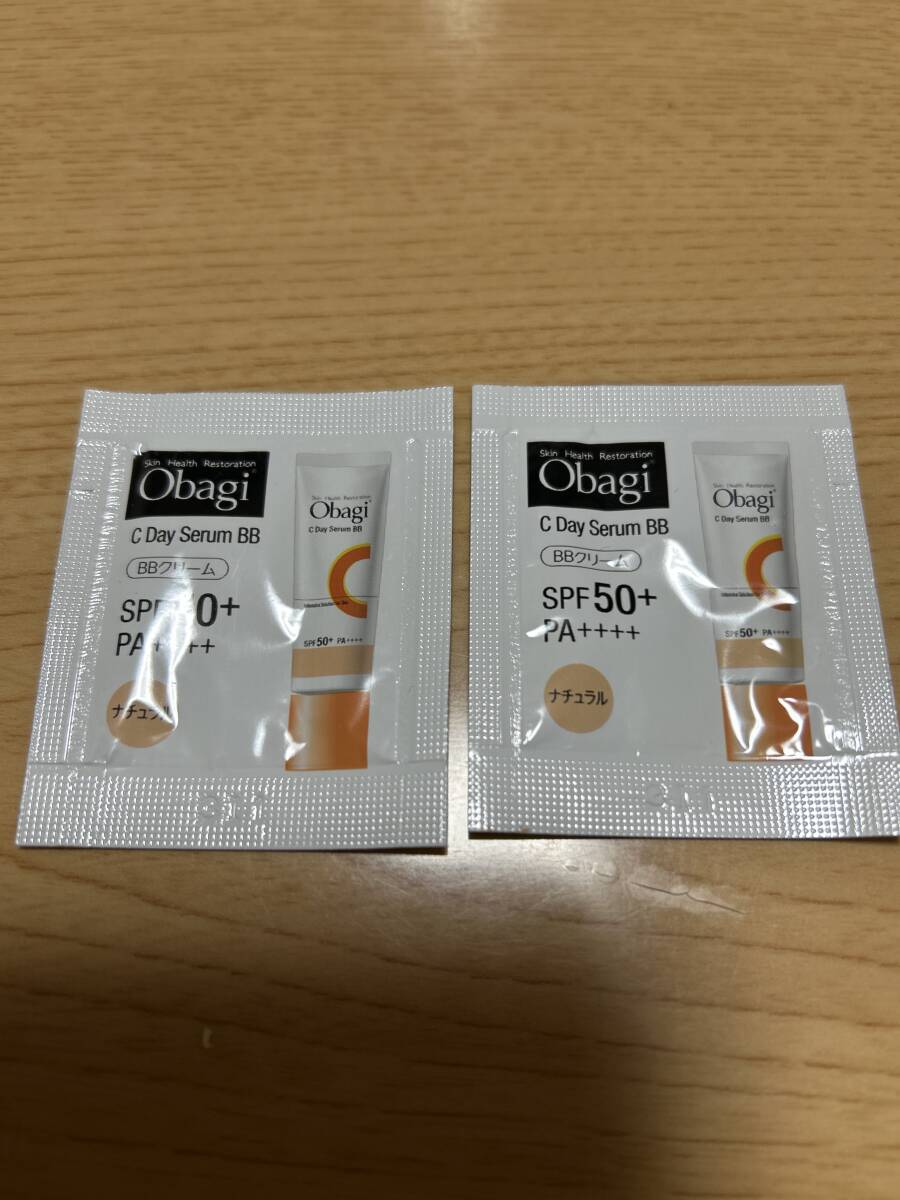 Skin Health Restoration
Obagi
C Day Serum BB
BBクリーム
SPF50+
PA++++
ナチュラル
Skin Health Restoration
Obagi
C Day Serum BB
SPF50+ PA++++
Skin Health Restoration
Obagi
C Day Serum BB
BBクリーム
SPF50+
PA++++
ナチュラル
Skin Health Restoration
Obagi
C Day Serum BB
SPF50+ PA++++